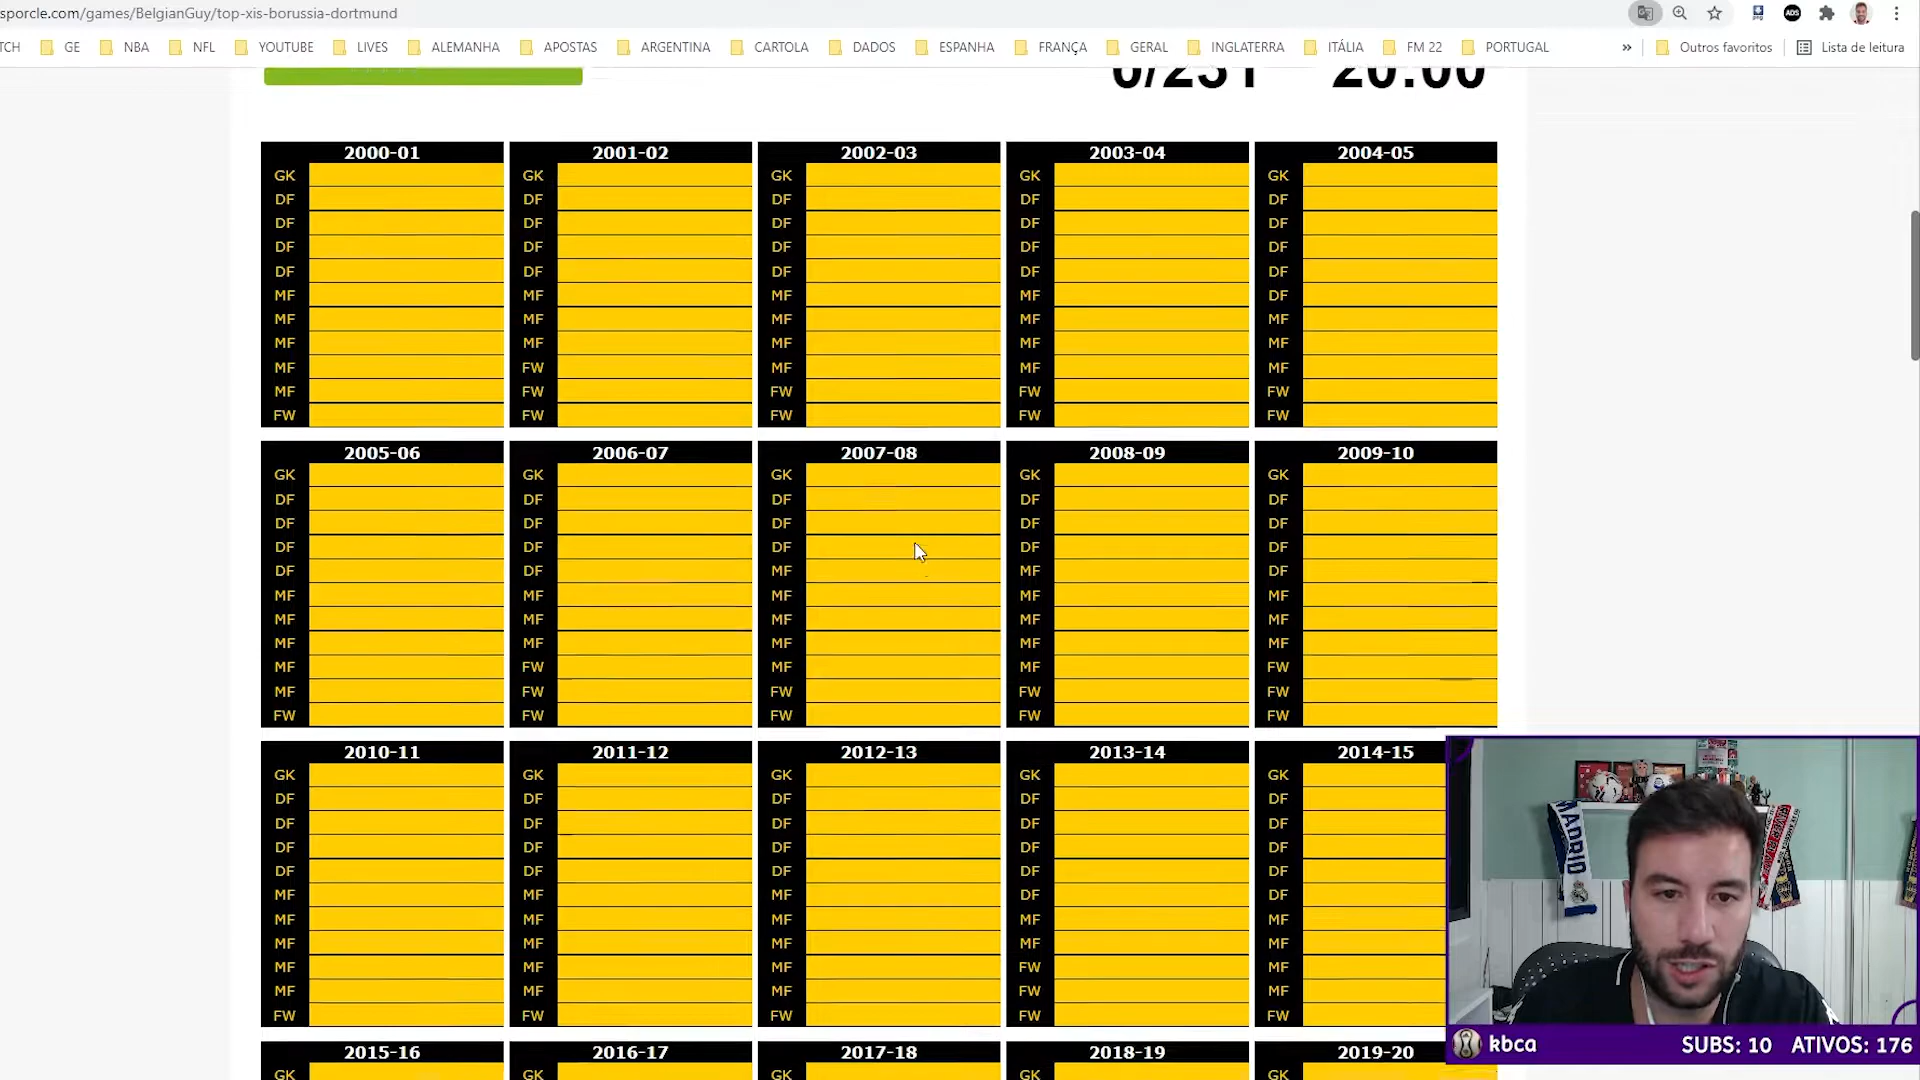 sporcle.com/games/BelgianGuy/top-xis-borussia-dortmund
TCH GE NBA NFL YOUTUBE LIVES ALEMANHA APOSTAS ARGENTINA CARTOLA DADOS ESPANHA FRANÇA GERAL INGLATERRA ITÁLIA FM 22 PORTUGAL » Outros favoritos Lista de leitura
0/231 20:00
2000-01 2001-02 2002-03 2003-04 2004-05
GK GK GK GK GK
DF DF DF DF DF
DF DF DF DF DF
DF DF DF DF DF
DF DF DF DF DF
MF MF MF MF DF
MF MF MF MF MF
MF MF MF MF MF
MF FW MF MF MF
MF FW FW FW FW
FW FW FW FW FW
2005-06 2006-07 2007-08 2008-09 2009-10
GK GK GK GK GK
DF DF DF DF DF
DF DF DF DF DF
DF DF DF DF DF
DF DF MF MF DF
MF MF MF MF MF
MF MF MF MF MF
MF MF MF MF MF
MF FW MF MF FW
MF FW FW FW FW
FW FW FW FW FW
2010-11 2011-12 2012-13 2013-14 2014-15
GK GK GK GK GK
DF DF DF DF DF
DF DF DF DF DF
DF DF DF DF DF
DF DF DF DF DF
MF MF MF DF DF
MF MF MF MF MF
MF MF MF MF MF
MF MF MF FW MF
MF MF MF FW MF
FW FW FW FW FW
2015-16 2016-17 2017-18 2018-19 2019-20
GK GK GK GK GK
MADRID
kbca SUBS: 10 ATIVOS: 176